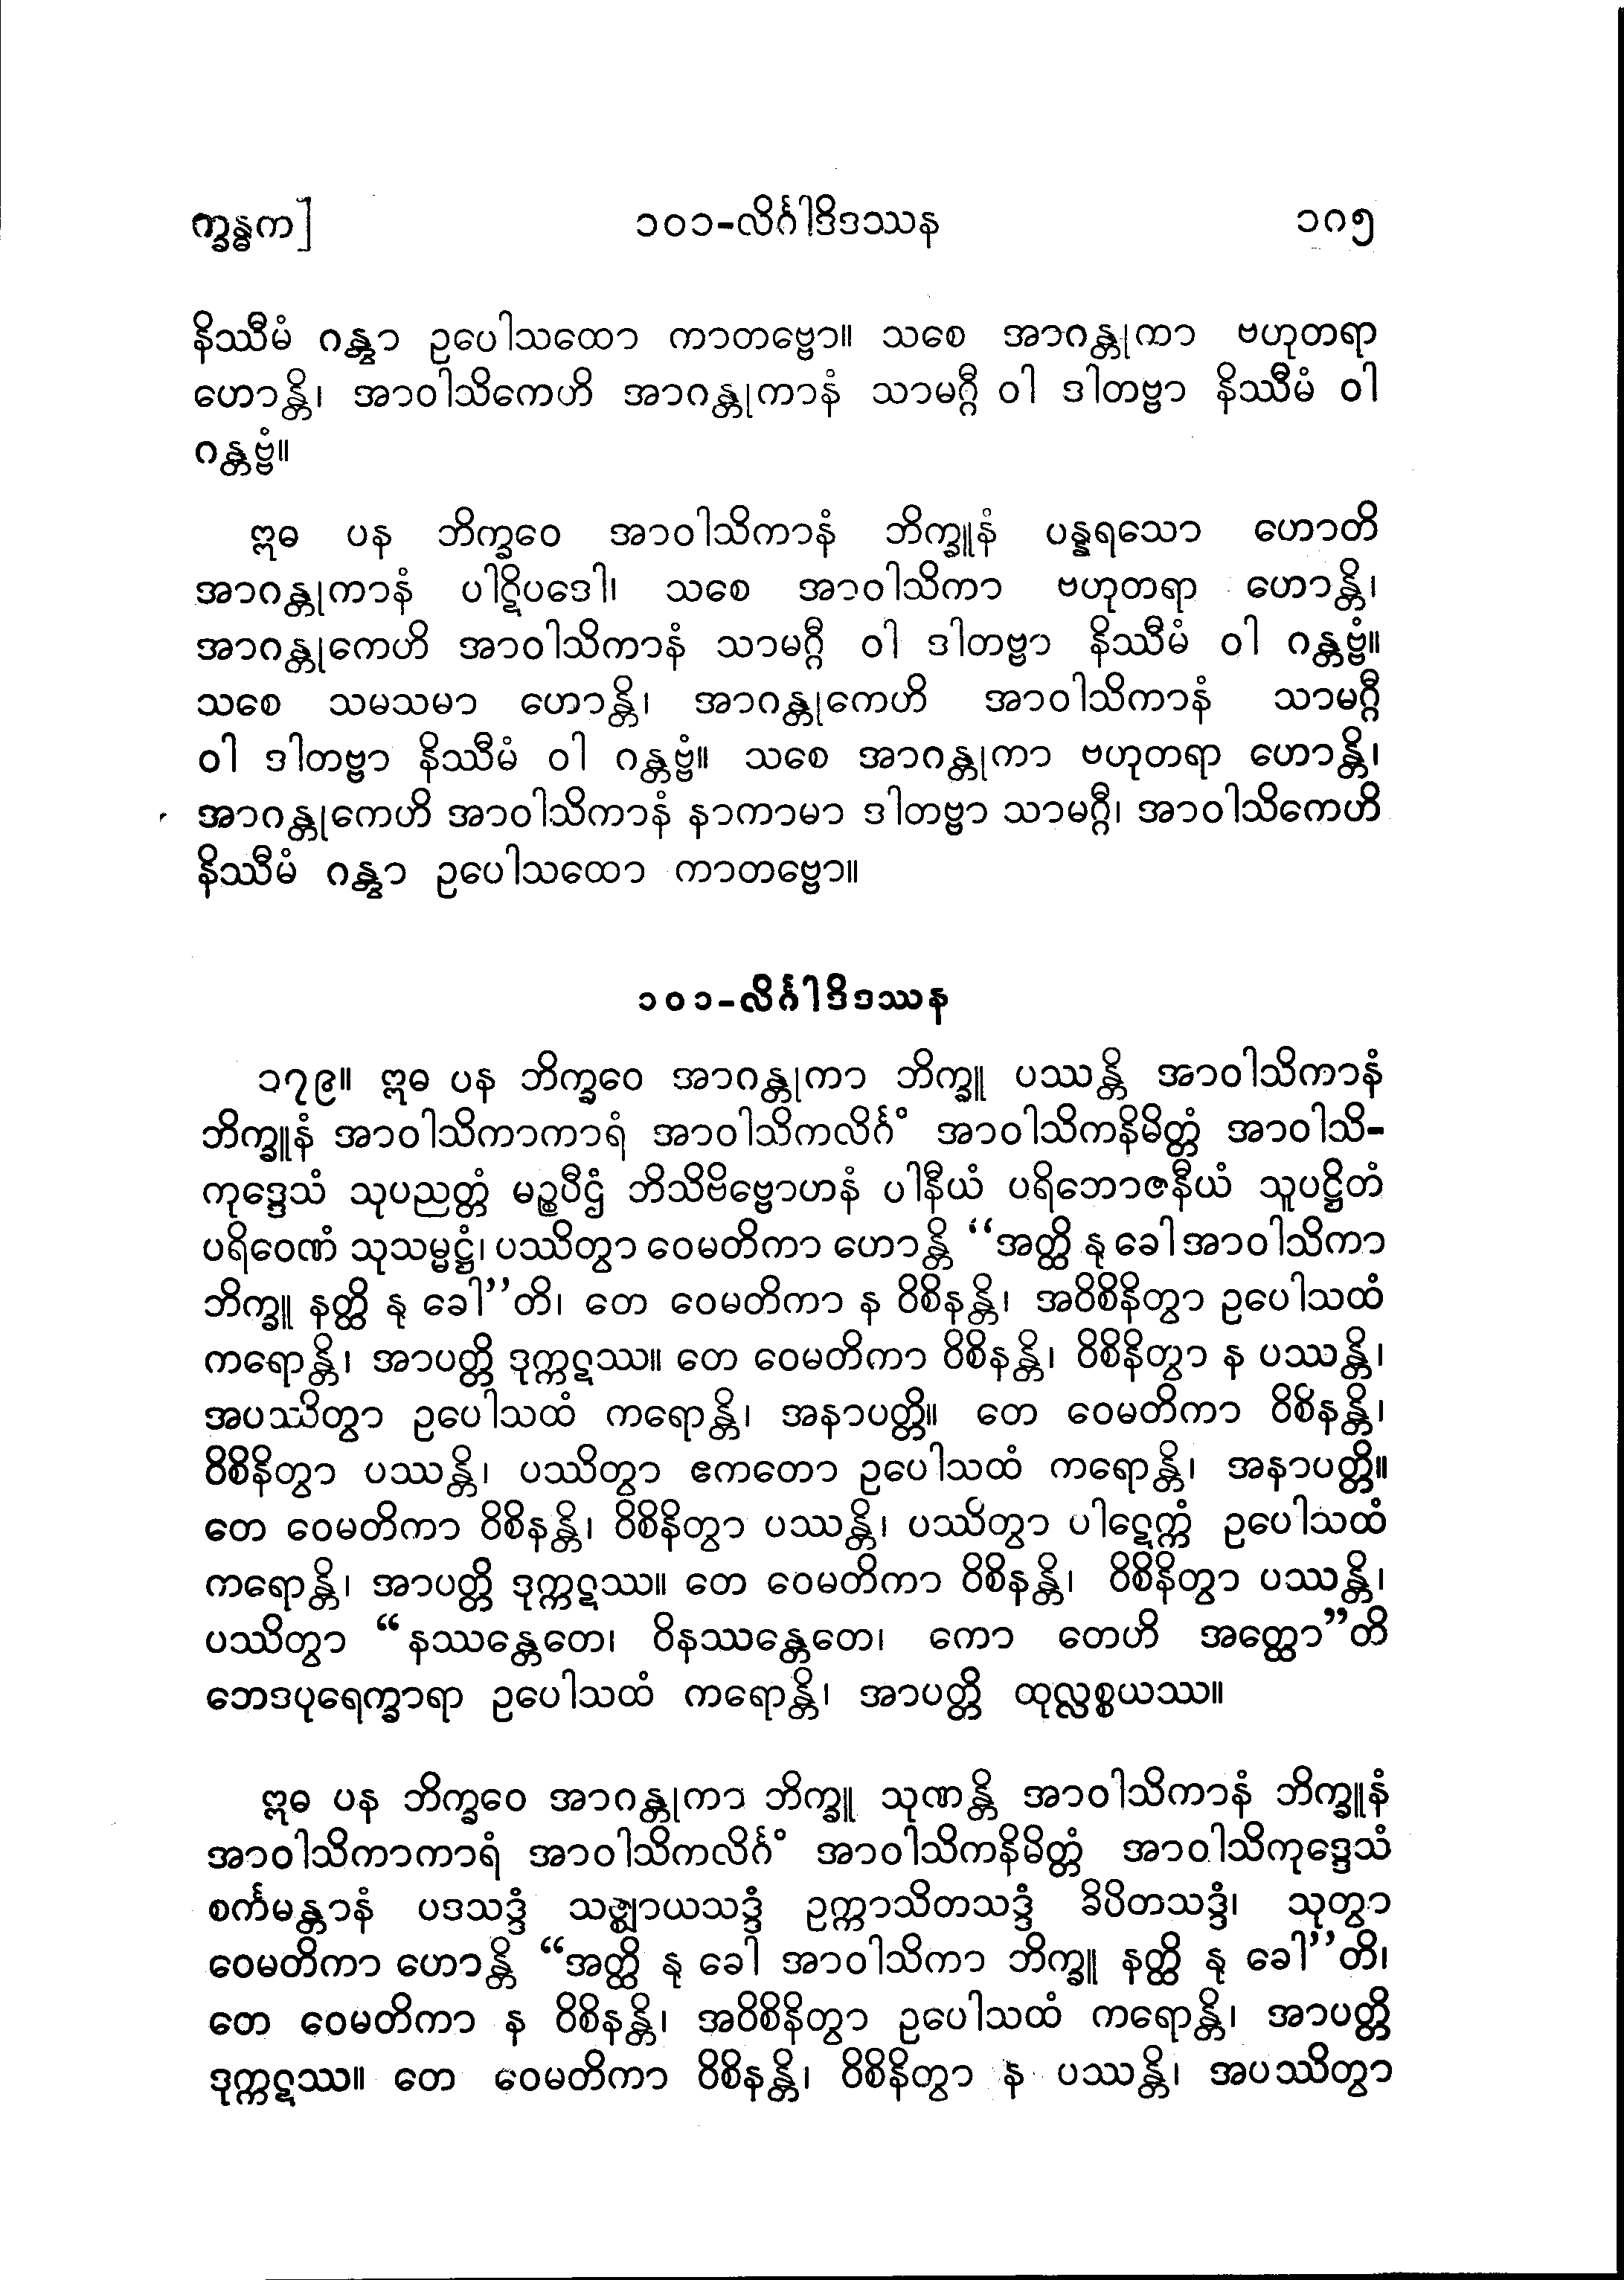 က္ခန္ဓက]
၁၀၁-လိင်္ဂါဒိဒဿန
၁၈၅
နိဿီမံ ဂန္တွာ ဥပေါသထော ကာတဗ္ဗော။ သစေ အာဂန္တုကာ ဗဟုတရာ
ဟောန္တိ၊ အာဝါသိကေဟိ အာဂန္တုကာနံ သာမဂ္ဂီ ဝါ ဒါတဗ္ဗာ နိဿီမံ ဝါ
ဂန္တဗ္ဗံ။
ဣဓ ပန ဘိက္ခဝေ အာဝါသိကာနံ ဘိက္ခူနံ ပန္နရသော ဟောတိ
အာဂန္တုကာနံ ပါဋိပဒေါ၊ သစေ အာဝါသိကာ ဗဟုတရာ ဟောန္တိ၊
အာဂန္တုကေဟိ အာဝါသိကာနံ သာမဂ္ဂီ ဝါ ဒါတဗ္ဗာ နိဿီမံ ဝါ ဂန္တဗ္ဗံ။
သစေ သမသမာ ဟောန္တိ၊ အာဂန္တုကေဟိ အာဝါသိကာနံ သာမဂ္ဂီ
ဝါ ဒါတဗ္ဗာ နိဿီမံ ဝါ ဂန္တဗ္ဗံ။ သစေ အာဂန္တုကာ ဗဟုတရာ ဟောန္တိ၊
အာဂန္တုကေဟိ အာဝါသိကာနံ နာကာမာ ဒါတဗ္ဗာ သာမဂ္ဂီ၊ အာဝါသိကေဟိ
နိဿီမံ ဂန္တွာ ဥပေါသထော ကာတဗ္ဗော။
၁၀၁-လိင်္ဂါဒိဒဿန
၁၇၉။ ဣဓ ပန ဘိက္ခဝေ အာဂန္တုကာ ဘိက္ခူ ပဿန္တိ အာဝါသိကာနံ
ဘိက္ခူနံ အာဝါသိကာကာရံ အာဝါသိကလိင်္ဂံ အာဝါသိကနိမိတ္တံ အာဝါသိ-
ကုဒ္ဒေသံ သုပညတ္တံ မဉ္စပီဌံ ဘိသိဗိဗ္ဗောဟနံ ပါနီယံ ပရိဘောဇနီယံ သူပဋ္ဌိတံ
ပရိဝေဏံ သုသမ္မဋ္ဌံ၊ ပဿိတွာ ဝေမတိကာ ဟောန္တိ “အတ္ထိ နု ခေါ အာဝါသိကာ
ဘိက္ခူ နတ္ထိ နု ခေါ”တိ၊ တေ ဝေမတိကာ န ဝိစိနန္တိ၊ အဝိစိနိတွာ ဥပေါသထံ
ကရောန္တိ၊ အာပတ္တိ ဒုက္ကဋဿ။ တေ ဝေမတိကာ ဝိစိနန္တိ၊ ဝိစိနိတွာ န ပဿန္တိ၊
အပဿိတွာ ဥပေါသထံ ကရောန္တိ၊ အနာပတ္တိ။ တေ ဝေမတိကာ ဝိစိနန္တိ၊
ဝိစိနိတွာ ပဿန္တိ၊ ပဿိတွာ ဧကတော ဥပေါသထံ ကရောန္တိ၊ အနာပတ္တိ။
တေ ဝေမတိကာ ဝိစိနန္တိ၊ ဝိစိနိတွာ ပဿန္တိ၊ ပဿိတွာ ပါဋေက္ကံ ဥပေါသထံ
ကရောန္တိ၊ အာပတ္တိ ဒုက္ကဋဿ။ တေ ဝေမတိကာ ဝိစိနန္တိ၊ ဝိစိနိတွာ ပဿန္တိ၊
ပဿိတွာ “နဿန္တေတေ၊ ဝိနဿန္တေတေ၊ ကော တေဟိ အတ္ထော”တိ
ဘေဒပုရေက္ခာရာ ဥပေါသထံ ကရောန္တိ၊ အာပတ္တိ ထုလ္လစ္စယဿ။
ဣဓ ပန ဘိက္ခဝေ အာဂန္တုကာ ဘိက္ခူ သုဏန္တိ အာဝါသိကာနံ ဘိက္ခူနံ
အာဝါသိကာကာရံ အာဝါသိကလိင်္ဂံ အာဝါသိကနိမိတ္တံ အာဝါသိကုဒ္ဒေသံ
စင်္ကမန္တာနံ ပဒသဒ္ဒံ သဇ္ဈာယသဒ္ဒံ ဥက္ကာသိတသဒ္ဒံ ခိပိတသဒ္ဒံ၊ သုတွာ
ဝေမတိကာ ဟောန္တိ “အတ္ထိ နု ခေါ အာဝါသိကာ ဘိက္ခူ နတ္ထိ နု ခေါ”တိ၊
တေ ဝေမတိကာ န ဝိစိနန္တိ၊ အဝိစိနိတွာ ဥပေါသထံ ကရောန္တိ၊ အာပတ္တိ
ဒုက္ကဋဿ။ တေ ဝေမတိကာ ဝိစိနန္တိ၊ ဝိစိနိတွာ န ပဿန္တိ၊ အပဿိတွာ